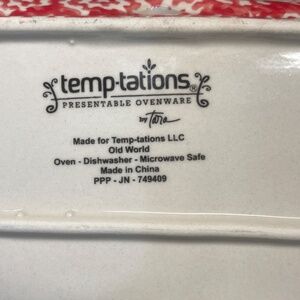 temp-tations®
PRESENTABLE OVENWARE
by Tara
Made for Temp-tations LLC
Old World
Oven - Dishwasher - Microwave Safe
Made in China
PPP - JN - 749409